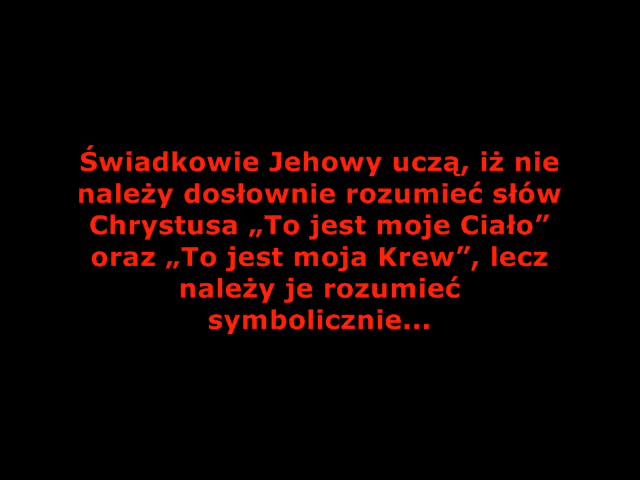 Świadkowie Jehowy uczą, iż nie
należy dosłownie rozumieć słów
Chrystusa „To jest moje Ciało”
oraz „To jest moja Krew”, lecz
należy je rozumieć
symbolicznie...